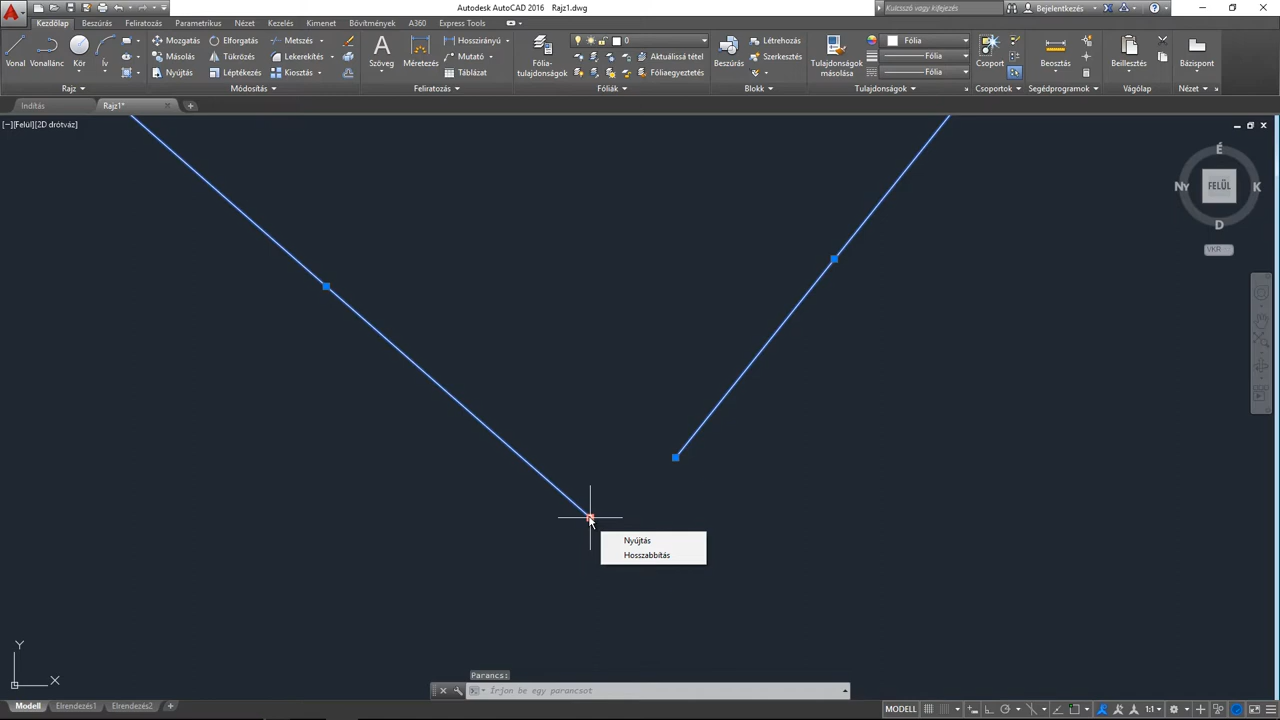 Autodesk AutoCAD 2016 Rajz1.dwg
Kulcsszó vagy kifejezés
Bejelentkezés
Kezdőlap Beszúrás Feliratozás Parametrikus Nézet Kezelés Kimenet Bővítmények A360 Express Tools
Vonal Vonallánc Kör Ív
Mozgatás Elforgatás Metszés
Másolás Tükrözés Lekerekítés
Nyújtás Léptékezés Kiosztás
Szöveg Méretezés
Hosszirányú
Mutató
Táblázat
Fólia-
tulajdonságok
0
Aktuálissá tétel
Fóliaegyeztetés
Beszúrás
Létrehozás
Szerkesztés
Tulajdonságok
másolása
Fólia
Fólia
Fólia
Csoport Beosztás Beillesztés Bázispont
Rajz Módosítás Feliratozás Fóliák Blokk Tulajdonságok Csoportok Segédprogramok Vágólap Nézet
Indítás Rajz1*
[−][Felül][2D drótváz]
É
NY FELÜL K
D
VKR
Nyújtás
Hosszabbítás
Y
X
Parancs:
Írjon be egy parancsot
Modell Elrendezés1 Elrendezés2
MODELL 1:1